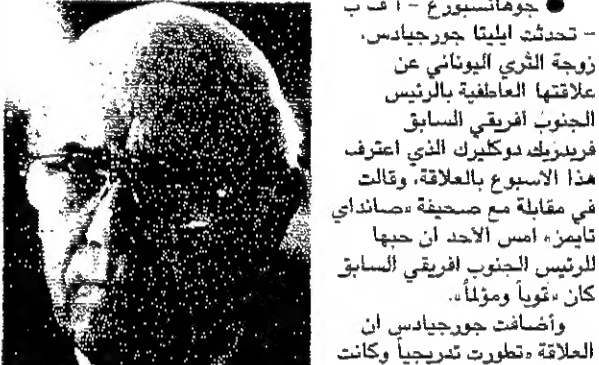 ● جوهانسبورغ - أ ف ب
- تحدثت ايليتا جورجيادس،
زوجة الثري اليوناني عن
علاقتها العاطفية بالرئيس
الجنوب افريقي السابق
فريدريك دوكليرك الذي اعترف
هذا الاسبوع بالعلاقة، وقالت
في مقابلة مع صحيفة «صانداي
تايمز» امس الاحد ان حبها
للرئيس الجنوب افريقي السابق
كان «قوياً ومؤلماً».
وأضافت جورجيادس ان
العلاقة «تطورت تدريجياً وكانت